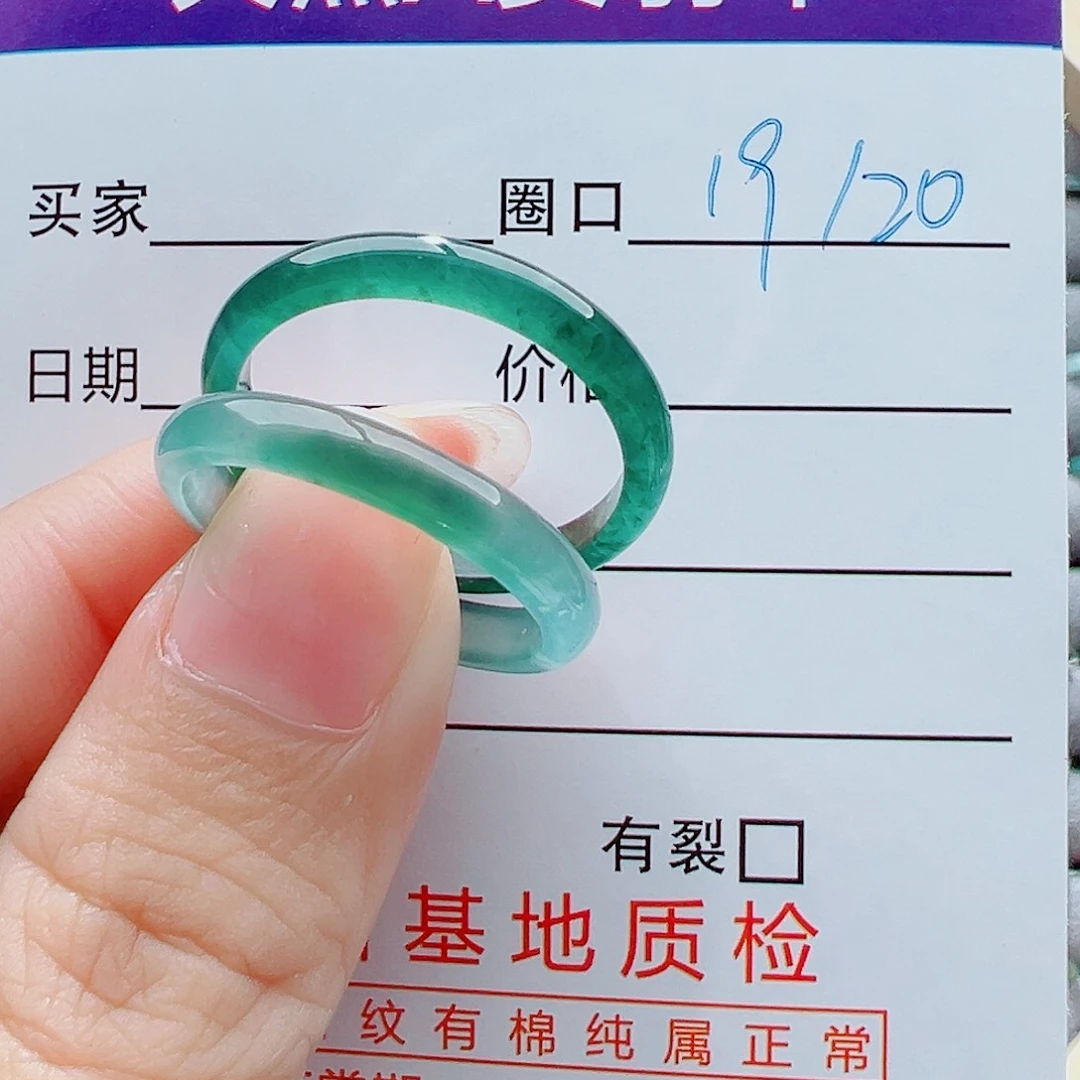 买家 圈口 19/20
日期 价
有裂□
基地质检
纹有棉纯属正常